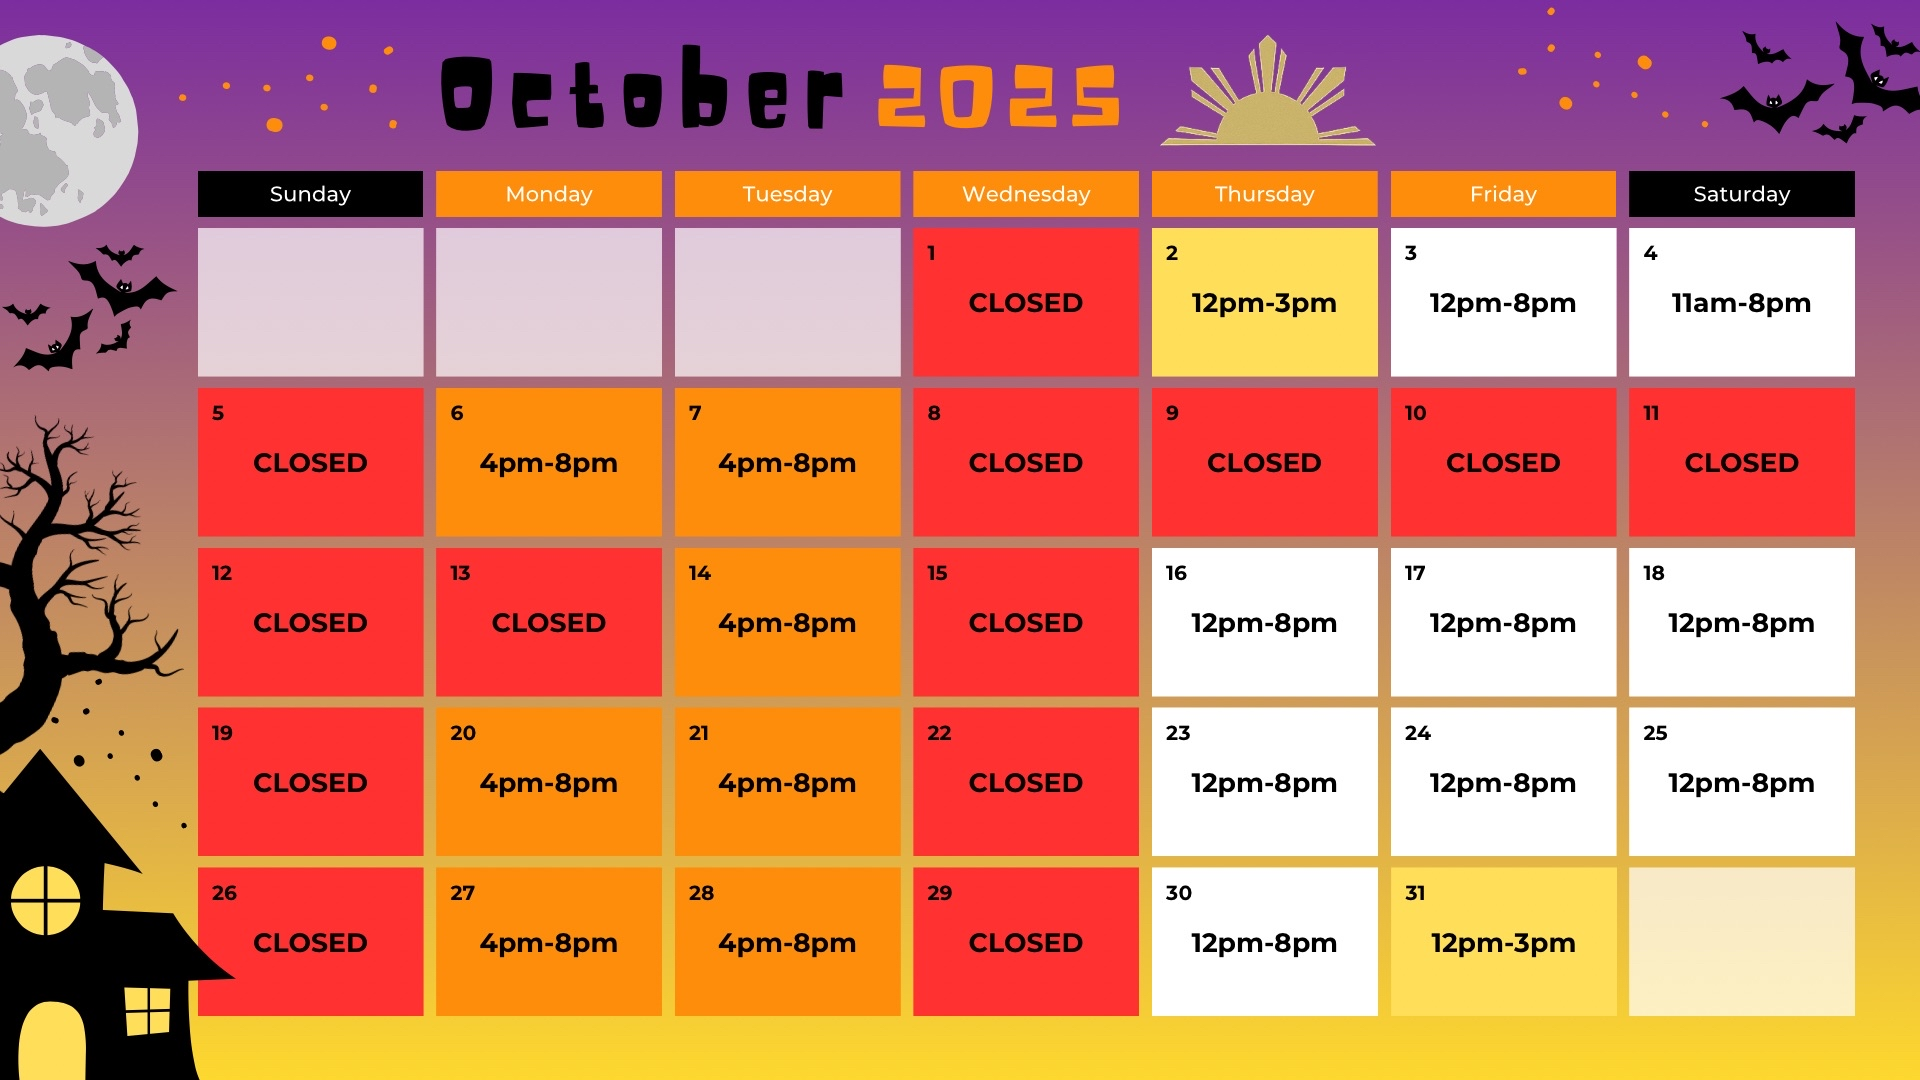 October 2025
Sunday Monday Tuesday Wednesday Thursday Friday Saturday
1 2 3 4
CLOSED 12pm-3pm 12pm-8pm 11am-8pm
5 6 7 8 9 10 11
CLOSED 4pm-8pm 4pm-8pm CLOSED CLOSED CLOSED CLOSED
12 13 14 15 16 17 18
CLOSED CLOSED 4pm-8pm CLOSED 12pm-8pm 12pm-8pm 12pm-8pm
19 20 21 22 23 24 25
CLOSED 4pm-8pm 4pm-8pm CLOSED 12pm-8pm 12pm-8pm 12pm-8pm
26 27 28 29 30 31
CLOSED 4pm-8pm 4pm-8pm CLOSED 12pm-8pm 12pm-3pm